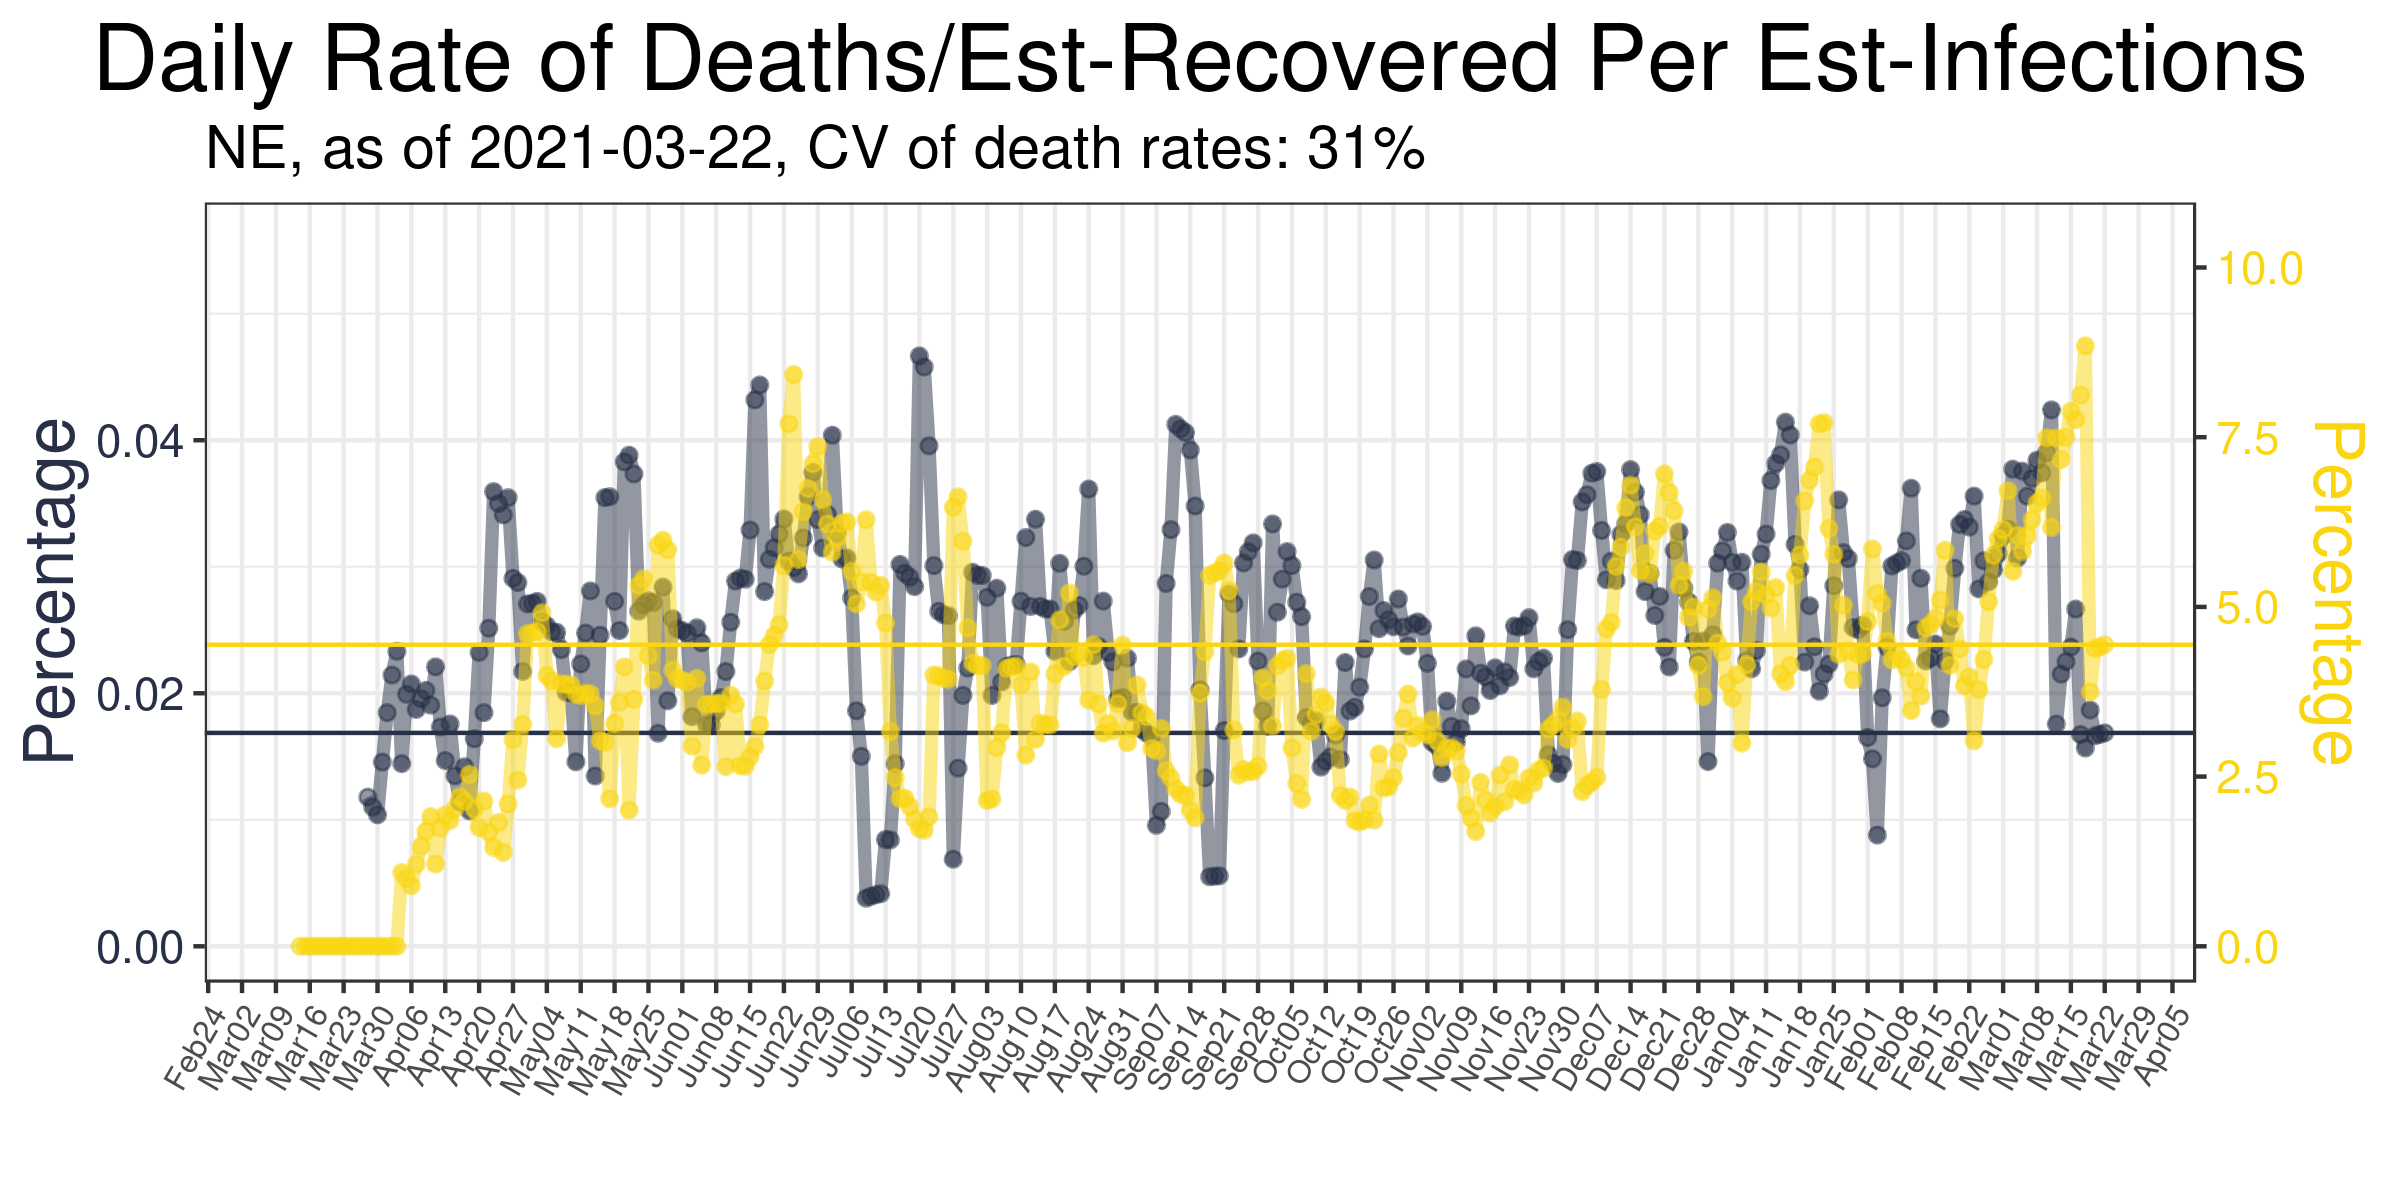 Daily Rate of Deaths/Est-Recovered Per Est-Infections
NE, as of 2021-03-22, CV of death rates: 31%
Percentage
0.04
0.02
0.00
10.0
7.5
5.0
2.5
0.0
Percentage
Feb24
Mar02
Mar09
Mar16
Mar23
Mar30
Apr06
Apr13
Apr20
Apr27
May04
May11
May18
May25
Jun01
Jun08
Jun15
Jun22
Jun29
Jul06
Jul13
Jul20
Jul27
Aug03
Aug10
Aug17
Aug24
Aug31
Sep07
Sep14
Sep21
Sep28
Oct05
Oct12
Oct19
Oct26
Nov02
Nov09
Nov16
Nov23
Nov30
Dec07
Dec14
Dec21
Dec28
Jan04
Jan11
Jan18
Jan25
Feb01
Feb08
Feb15
Feb22
Mar01
Mar08
Mar15
Mar22
Mar29
Apr05